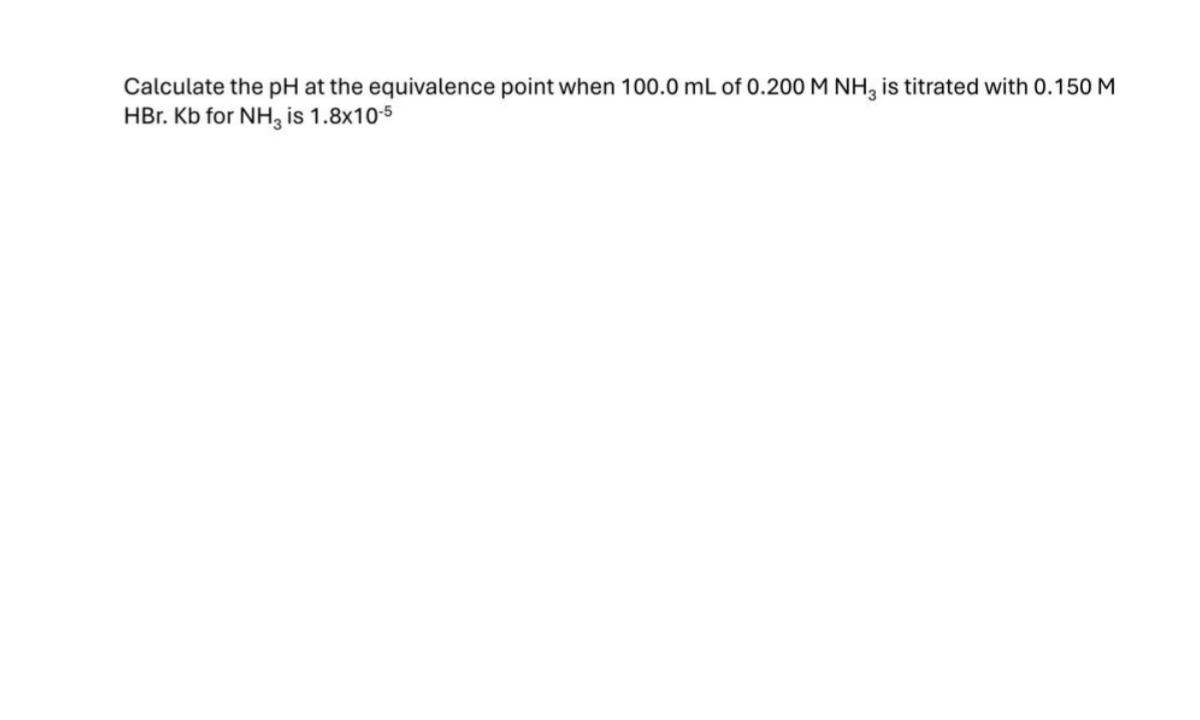 Calculate the pH at the equivalence point when 100.0 mL of 0.200 M NH₃ is titrated with 0.150 M
HBr. Kb for NH₃ is 1.8x10⁻⁵